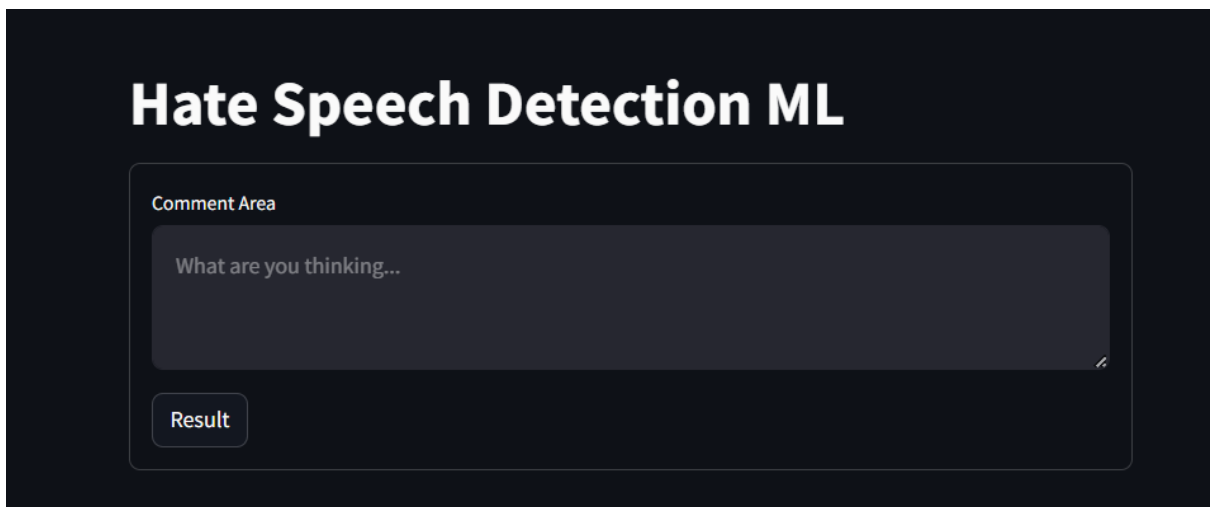 Hate Speech Detection ML
Comment Area
What are you thinking...
Result